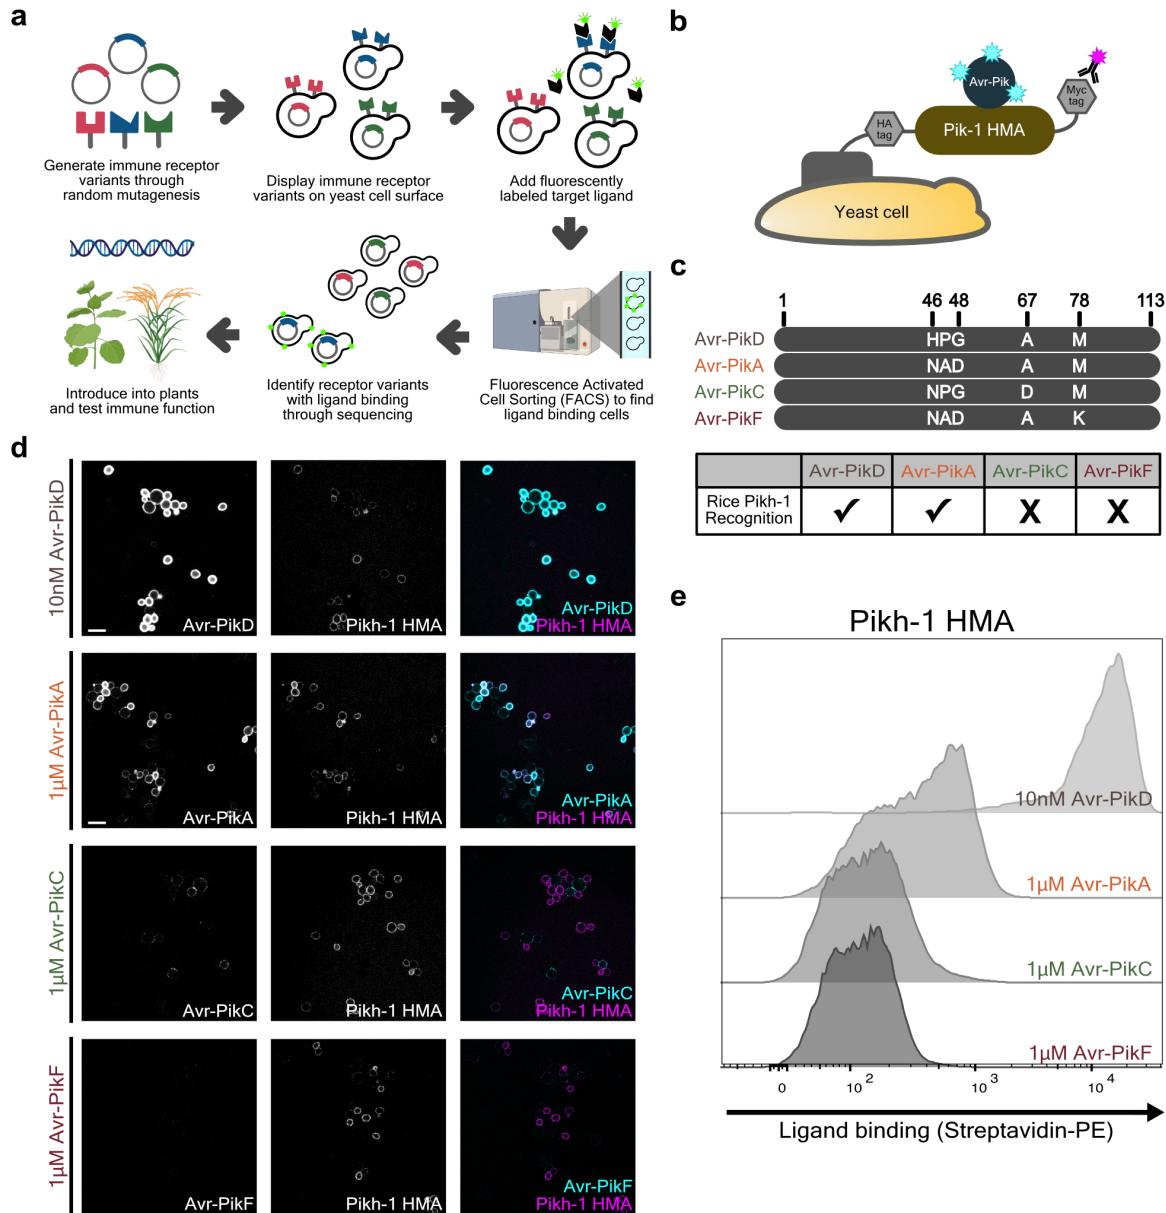 a
Generate immune receptor
variants through
random mutagenesis
Display immune receptor
variants on yeast cell surface
Add fluorescently
labeled target ligand
Introduce into plants
and test immune function
Identify receptor variants
with ligand binding
through sequencing
Fluorescence Activated
Cell Sorting (FACS) to find
ligand binding cells
b
Avr-Pik
Myc
tag
HA
tag
Pik-1 HMA
Yeast cell
c
1 46 48 67 78 113
Avr-PikD HPG A M
Avr-PikA NAD A M
Avr-PikC NPG D M
Avr-PikF NAD A K
Avr-PikD Avr-PikA Avr-PikC Avr-PikF
Rice Pikh-1
Recognition ✓ ✓ X X
d
10nM Avr-PikD
Avr-PikD
Pikh-1 HMA
Avr-PikD
Pikh-1 HMA
1µM Avr-PikA
Avr-PikA
Pikh-1 HMA
Avr-PikA
Pikh-1 HMA
1µM Avr-PikC
Avr-PikC
Pikh-1 HMA
Avr-PikC
Pikh-1 HMA
1µM Avr-PikF
Avr-PikF
Pikh-1 HMA
Avr-PikF
Pikh-1 HMA
e
Pikh-1 HMA
10nM Avr-PikD
1µM Avr-PikA
1µM Avr-PikC
1µM Avr-PikF
0 10² 10³ 10⁴
Ligand binding (Streptavidin-PE)